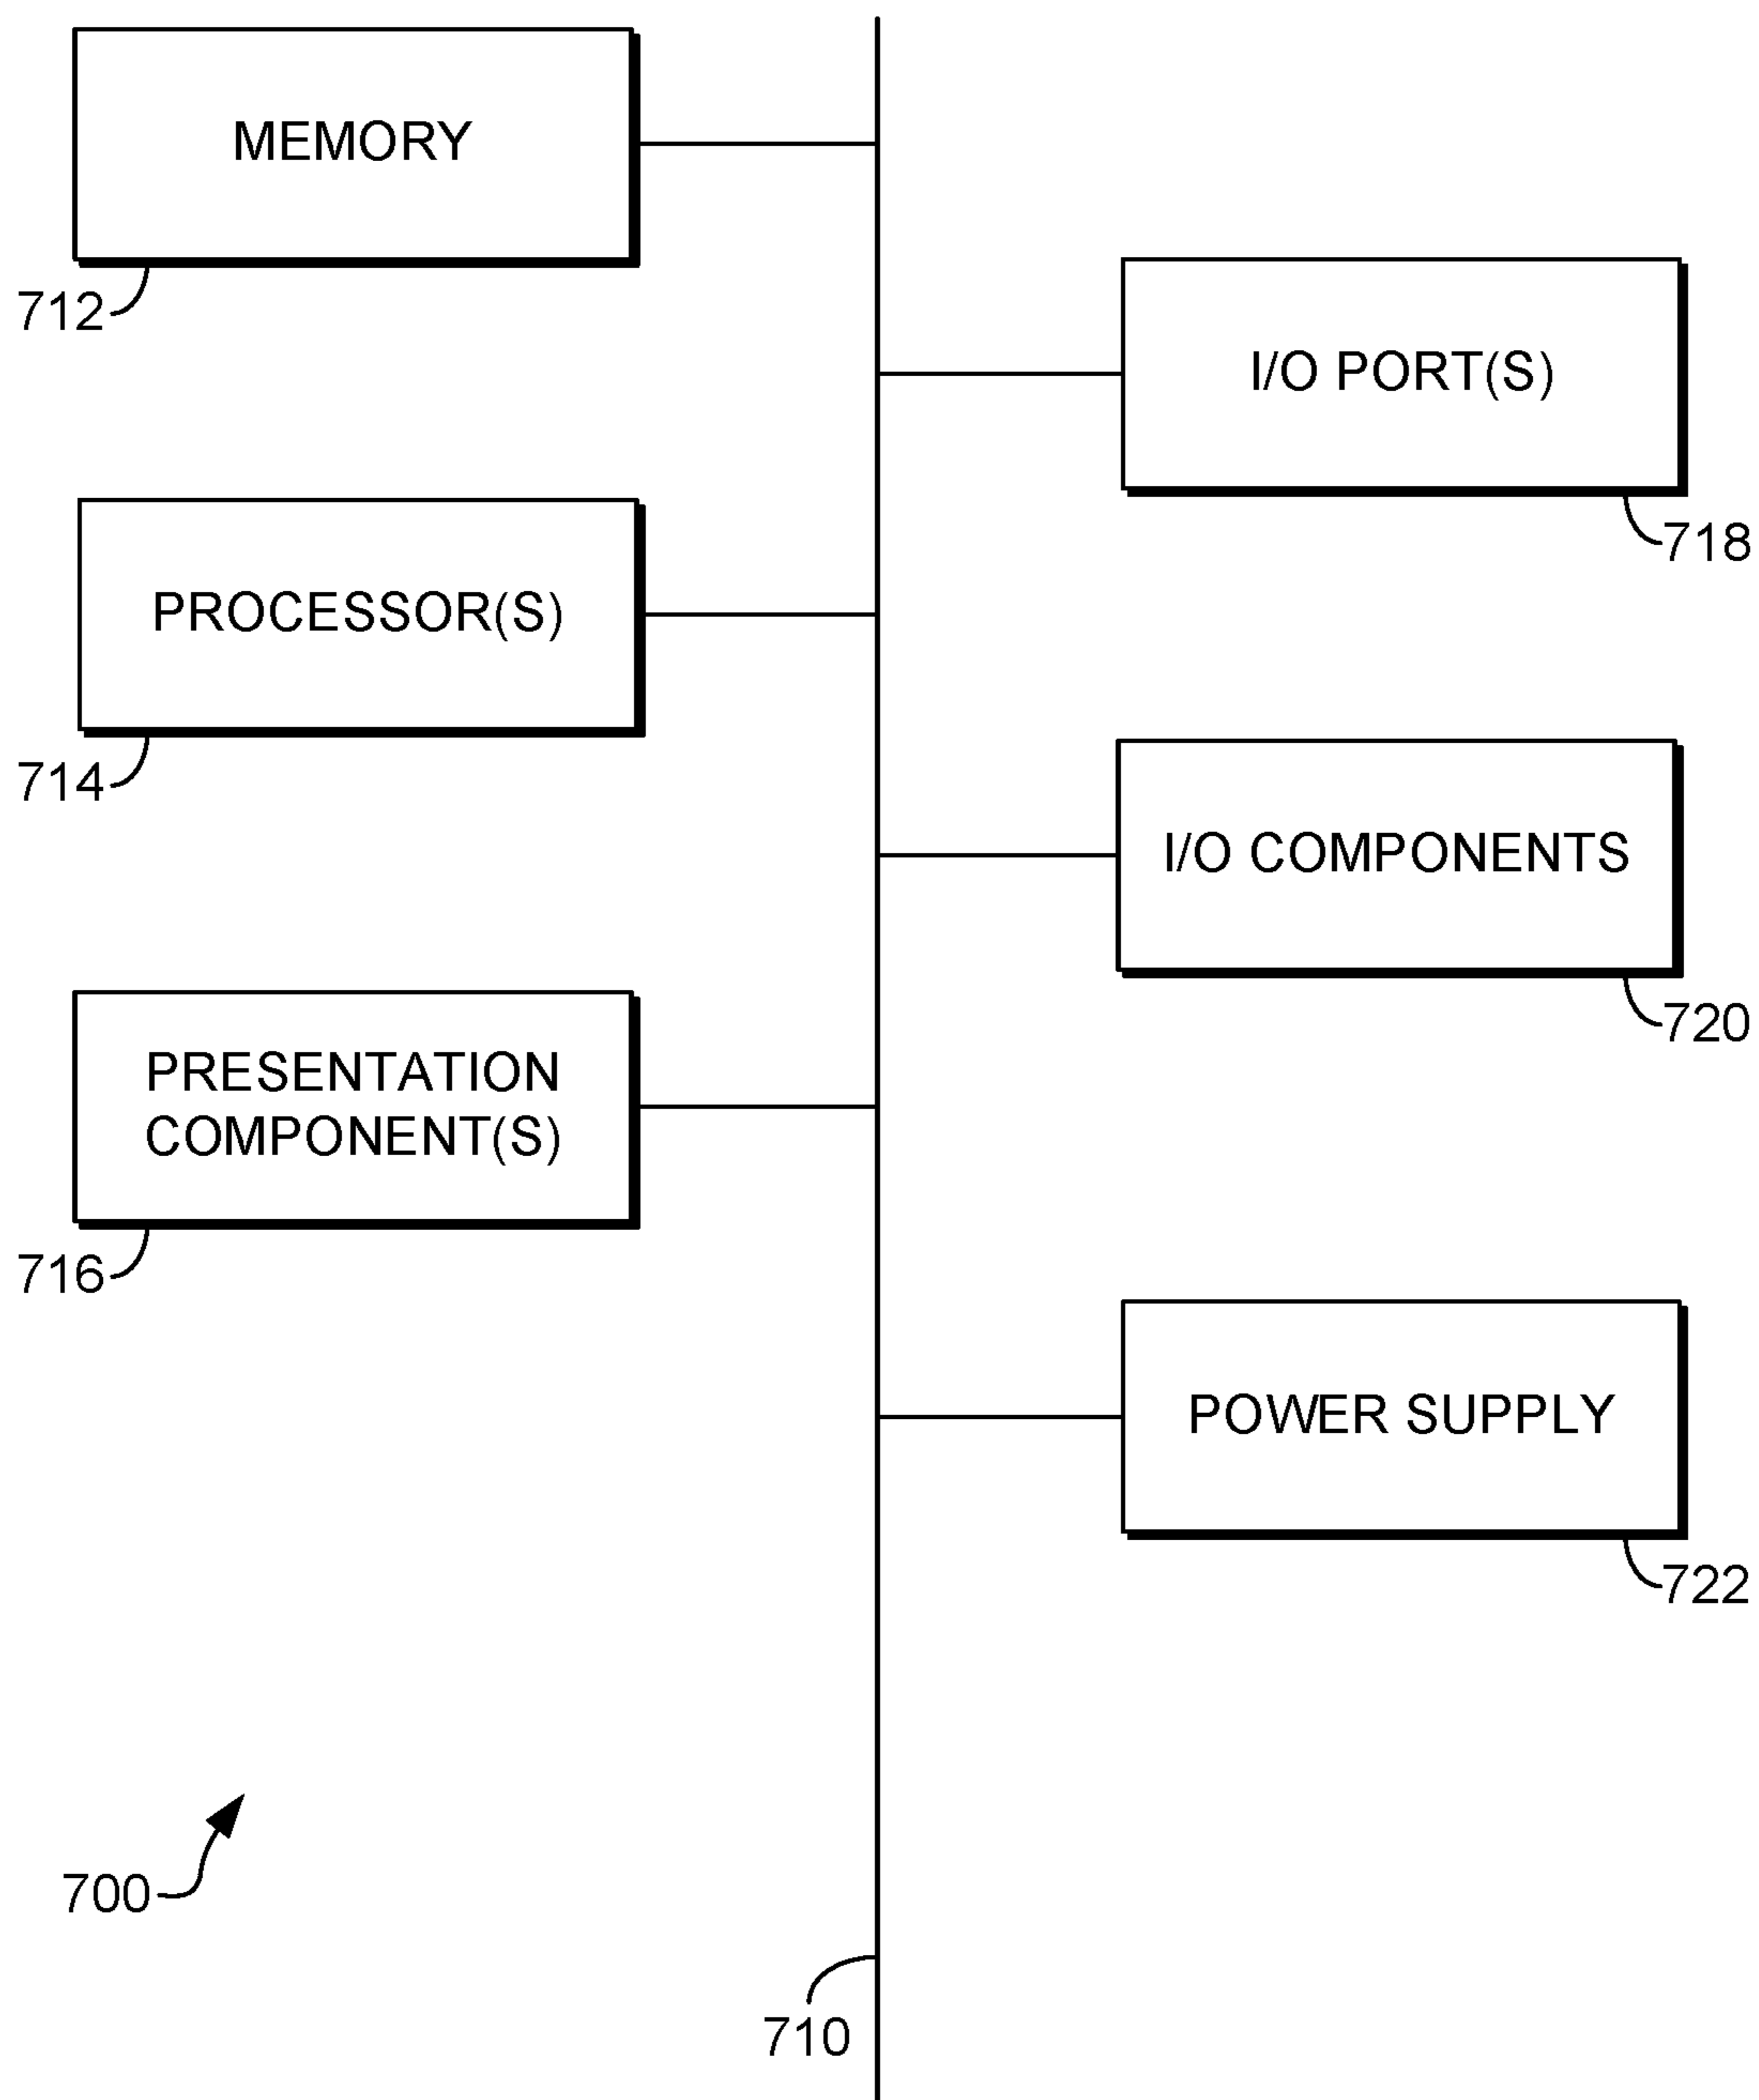 MEMORY
712
I/O PORT(S)
718
PROCESSOR(S)
714
I/O COMPONENTS
720
PRESENTATION
COMPONENT(S)
716
POWER SUPPLY
722
700
710